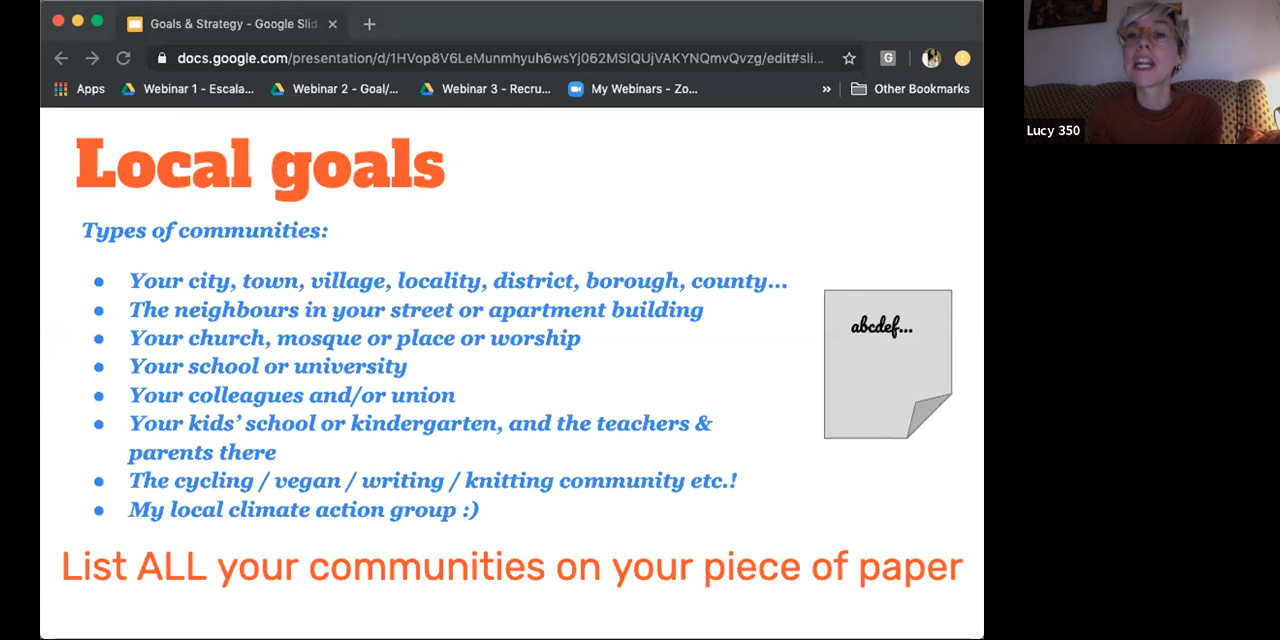 Goals & Strategy - Google Slid
docs.google.com/presentation/d/1HVop8V6LeMunmhyuh6wsYj062MSIQUjVAKYNQmvQvzg/edit#sli...
G
Apps
Webinar 1 - Escala...
Webinar 2 - Goal/...
Webinar 3 - Recru...
My Webinars - Zo...
»
Other Bookmarks
Lucy 350
Local goals
Types of communities:
● Your city, town, village, locality, district, borough, county...
● The neighbours in your street or apartment building
● Your church, mosque or place or worship
● Your school or university
● Your colleagues and/or union
● Your kids’ school or kindergarten, and the teachers &
parents there
● The cycling / vegan / writing / knitting community etc.!
● My local climate action group :)
abcdef...
List ALL your communities on your piece of paper